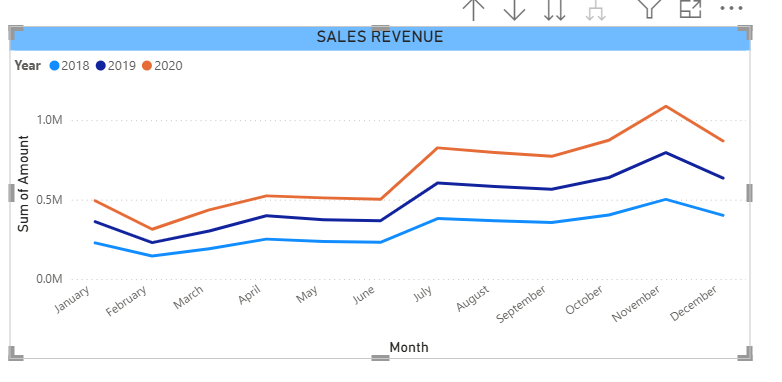 SALES REVENUE
Year 2018 2019 2020
1.0M
0.5M
0.0M
Sum of Amount
January February March April May June July August September October November December
Month